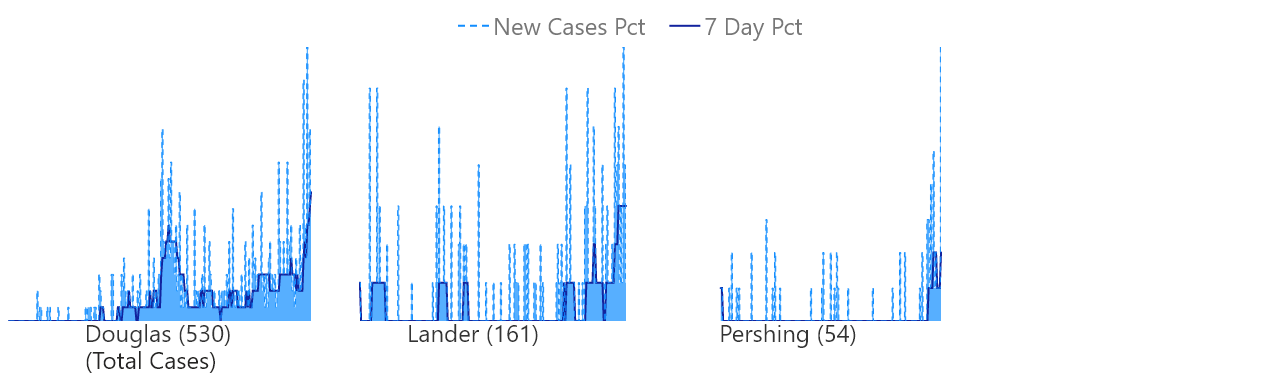 New Cases Pct 7 Day Pct
Douglas (530) Lander (161) Pershing (54)
(Total Cases)